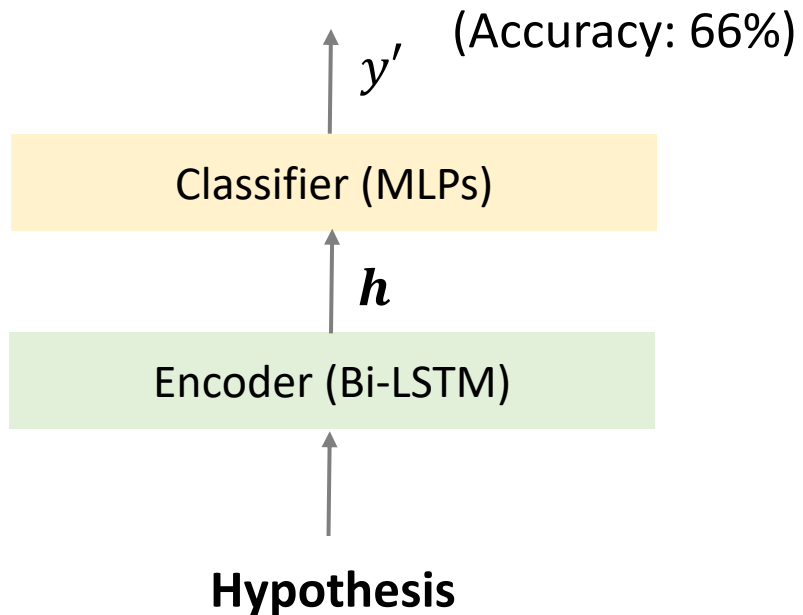 (Accuracy: 66%)
y′
Classifier (MLPs)
h
Encoder (Bi-LSTM)
Hypothesis